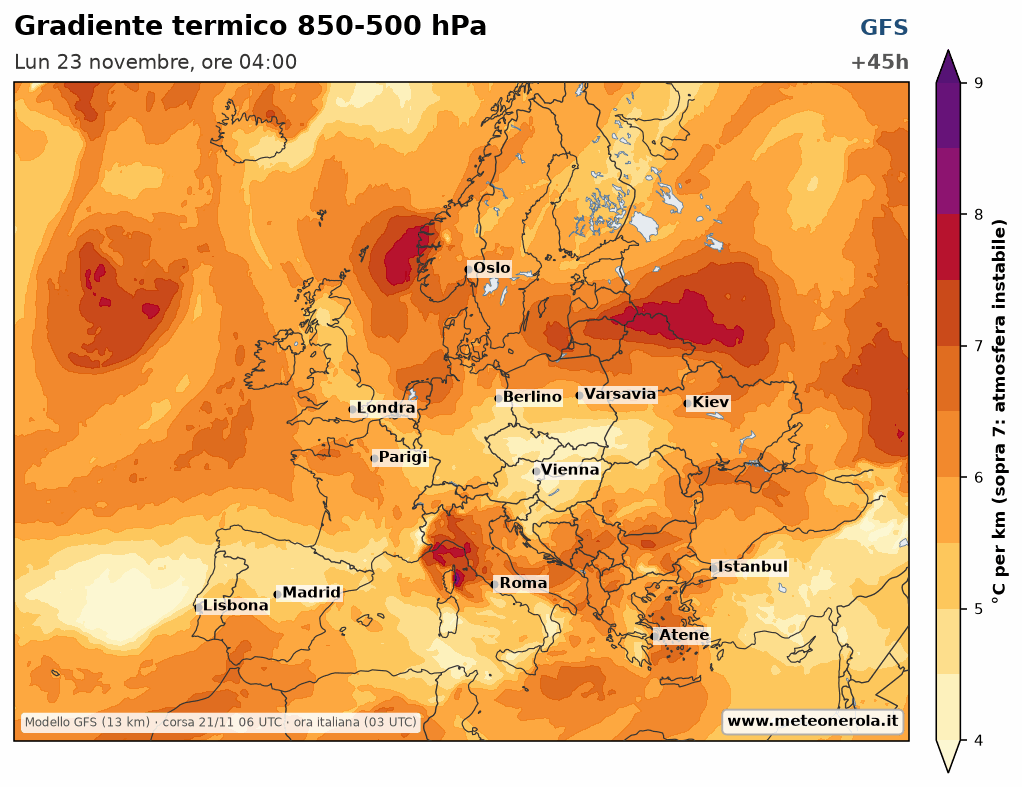 Gradiente termico 850-500 hPa
GFS
Lun 23 novembre, ore 04:00
+45h
Oslo
Berlino
Varsavia
Kiev
Londra
Parigi
Vienna
Istanbul
Roma
Madrid
Lisbona
Atene
Modello GFS (13 km) · corsa 21/11 06 UTC · ora italiana (03 UTC)
www.meteonerola.it
9
8
7
6
5
4
°C per km (sopra 7: atmosfera instabile)